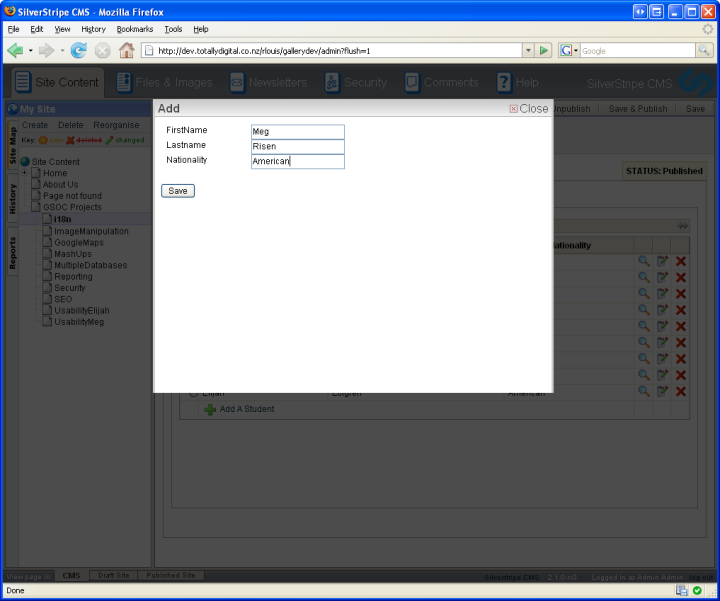 SilverStripe CMS - Mozilla Firefox
File Edit View History Bookmarks Tools Help
http://dev.totallydigital.co.nz/rlouis/gallerydev/admin?flush=1
G Google
Site Content Files & Images Newsletters Security Comments Help SilverStripe CMS
My Site
Add Close
Unpublish Save & Publish Save
Site Map
History
Reports
Create Delete Reorganise
Key: new deleted changed
Site Content
Home
About Us
Page not found
GSOC Projects
i18n
ImageManipulation
GoogleMaps
MashUps
MultipleDatabases
Reporting
Security
SEO
UsabilityElijah
UsabilityMeg
FirstName Meg
Lastname Risen
Nationality American
Save
STATUS: Published
Nationality
Elijah Lofgren American
Add A Student
View page in: CMS Draft Site Published Site
SilverStripe CMS - 2.1.0-rc0 Logged in as Admin Admin - log out
Done